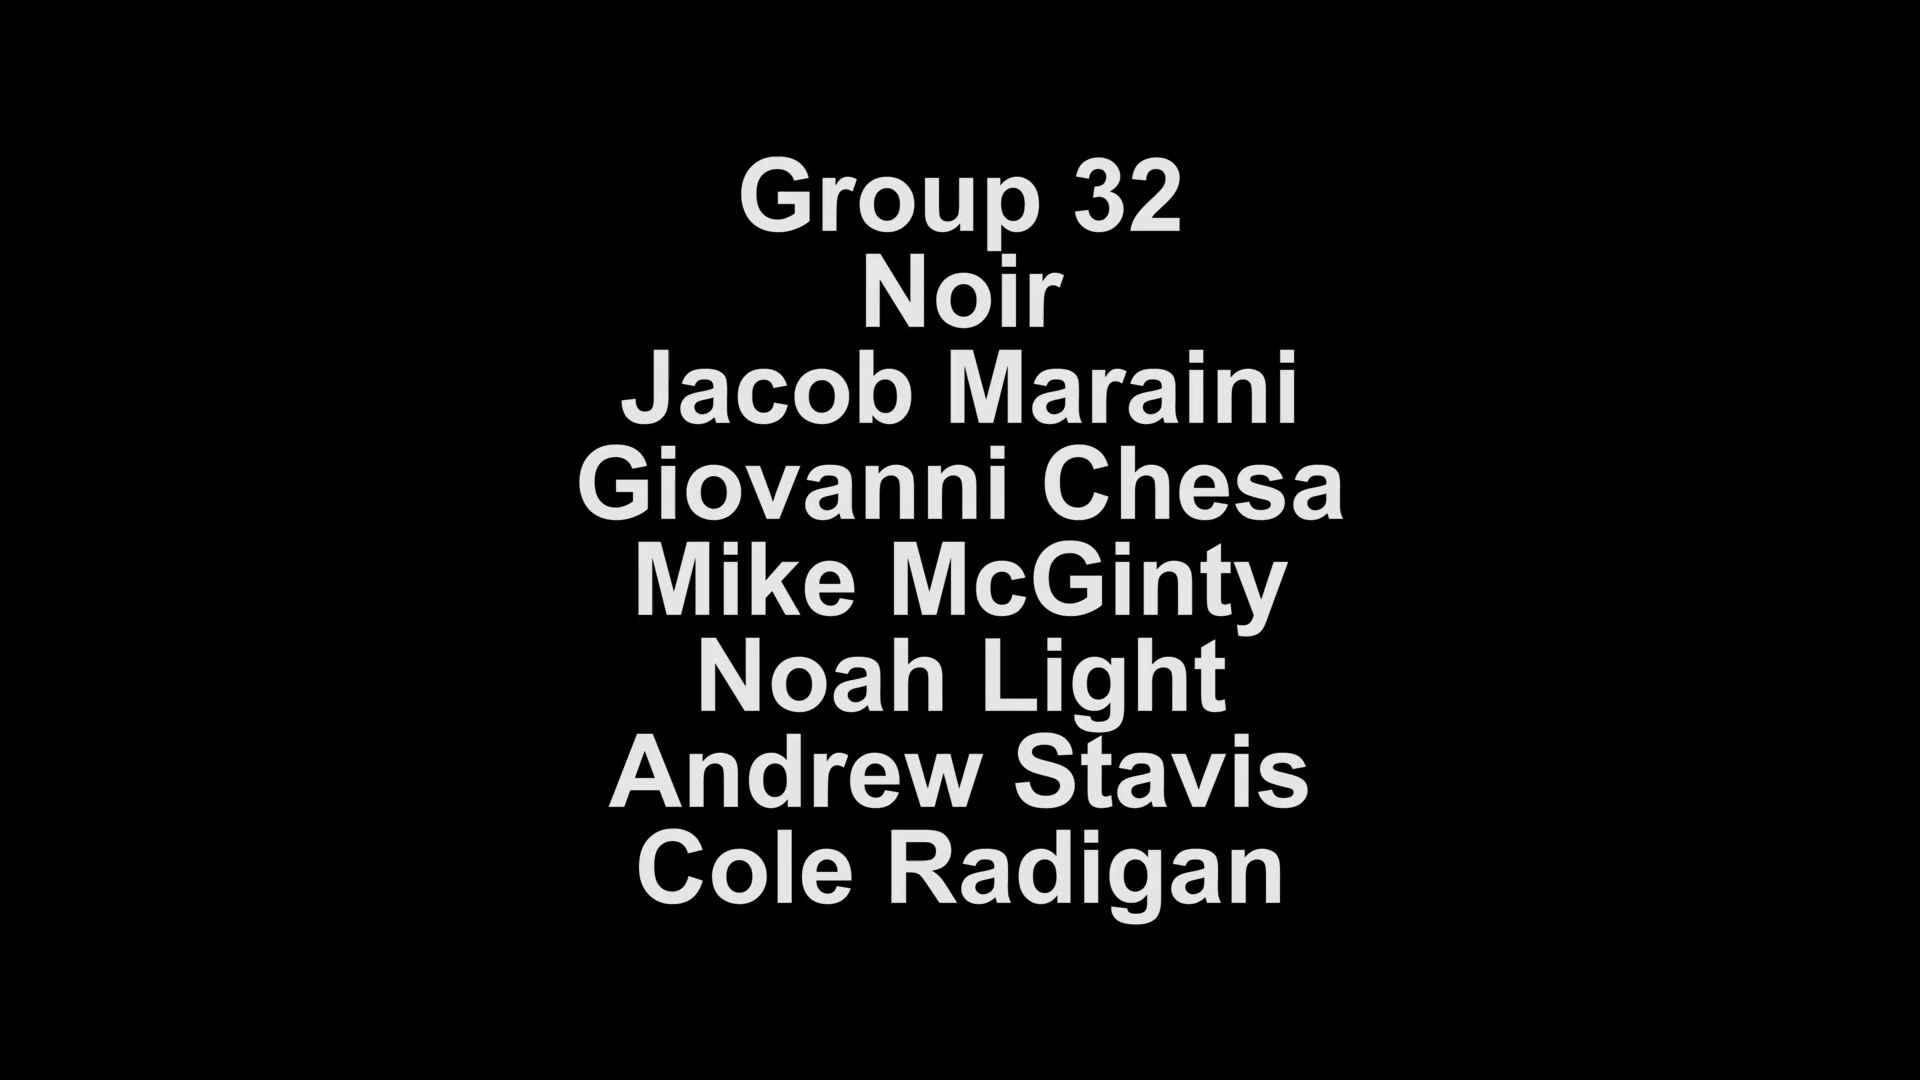 Group 32
Noir
Jacob Maraini
Giovanni Chesa
Mike McGinty
Noah Light
Andrew Stavis
Cole Radigan